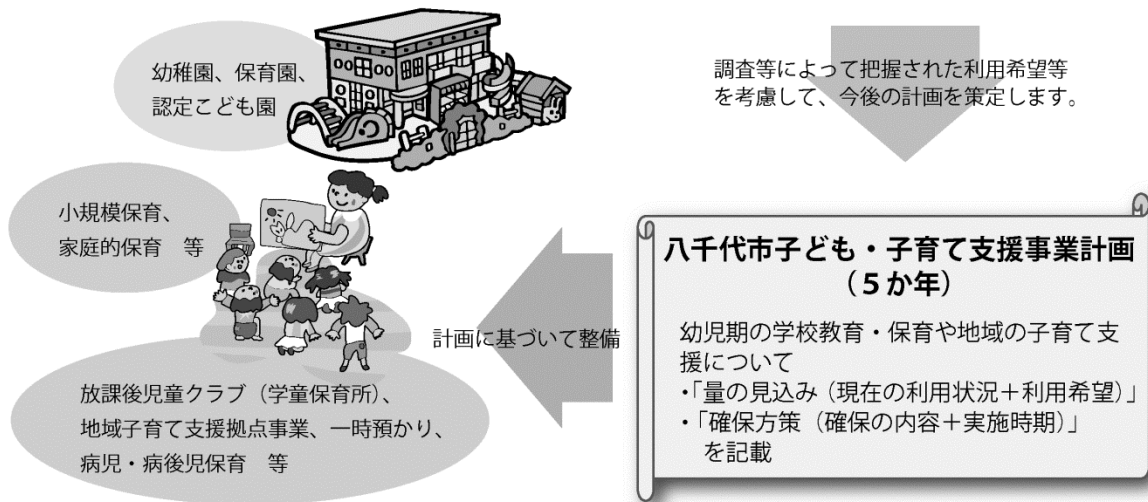 幼稚園、保育園、
認定こども園
調査等によって把握された利用希望等
を考慮して、今後の計画を策定します。
小規模保育、
家庭的保育　等
八千代市子ども・子育て支援事業計画
（５か年）
幼児期の学校教育・保育や地域の子育て支
援について
・「量の見込み（現在の利用状況＋利用希望）」
・「確保方策（確保の内容＋実施時期）」
を記載
計画に基づいて整備
放課後児童クラブ（学童保育所）、
地域子育て支援拠点事業、一時預かり、
病児・病後児保育　等